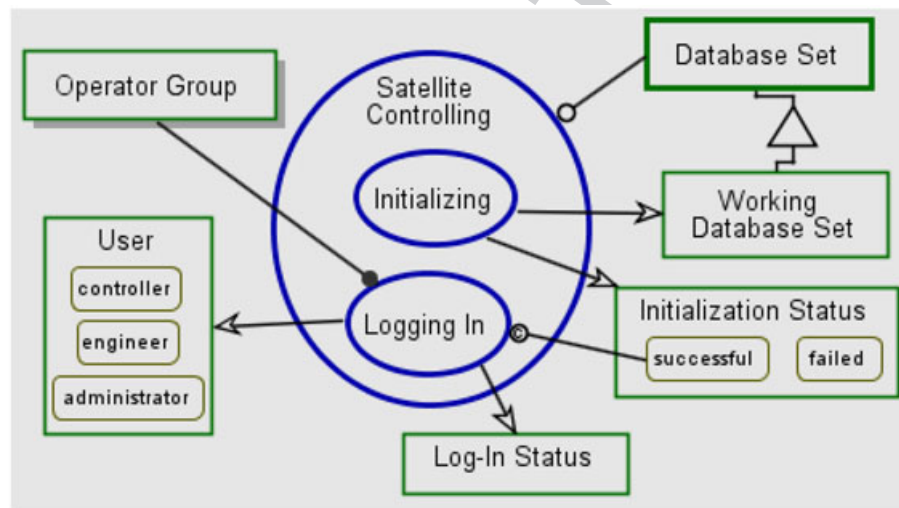 Operator Group
Satellite
Controlling
Database Set
Initializing
Working
Database Set
User
controller
engineer
administrator
Logging In
c
Initialization Status
successful
failed
Log-In Status